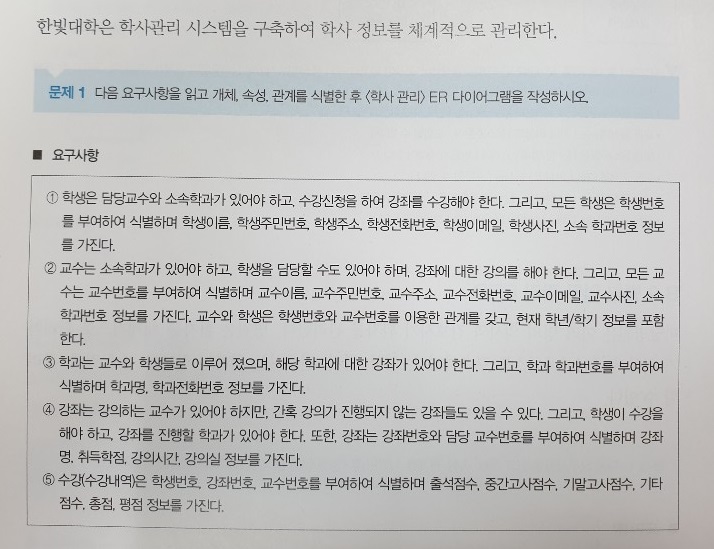 한빛대학은 학사관리 시스템을 구축하여 학사 정보를 체계적으로 관리한다.
문제 1 다음 요구사항을 읽고 개체, 속성, 관계를 식별한 후 〈학사 관리〉 ER 다이어그램을 작성하시오.
■ 요구사항
① 학생은 담당교수와 소속학과가 있어야 하고, 수강신청을 하여 강좌를 수강해야 한다. 그리고, 모든 학생은 학생번호
를 부여하여 식별하며 학생이름, 학생주민번호, 학생주소, 학생전화번호, 학생이메일, 학생사진, 소속 학과번호 정보
를 가진다.
② 교수는 소속학과가 있어야 하고, 학생을 담당할 수도 있어야 하며, 강좌에 대한 강의를 해야 한다. 그리고, 모든 교
수는 교수번호를 부여하여 식별하며 교수이름, 교수주민번호, 교수주소, 교수전화번호, 교수이메일, 교수사진, 소속
학과번호 정보를 가진다. 교수와 학생은 학생번호와 교수번호를 이용한 관계를 갖고, 현재 학년/학기 정보를 포함
한다.
③ 학과는 교수와 학생들로 이루어 졌으며, 해당 학과에 대한 강좌가 있어야 한다. 그리고, 학과 학과번호를 부여하여
식별하며 학과명, 학과전화번호 정보를 가진다.
④ 강좌는 강의하는 교수가 있어야 하지만, 간혹 강의가 진행되지 않는 강좌들도 있을 수 있다. 그리고, 학생이 수강을
해야 하고, 강좌를 진행할 학과가 있어야 한다. 또한, 강좌는 강좌번호와 담당 교수번호를 부여하여 식별하며 강좌
명, 취득학점, 강의시간, 강의실 정보를 가진다.
⑤ 수강(수강내역)은 학생번호, 강좌번호, 교수번호를 부여하여 식별하며 출석점수, 중간고사점수, 기말고사점수, 기타
점수, 총점, 평점 정보를 가진다.